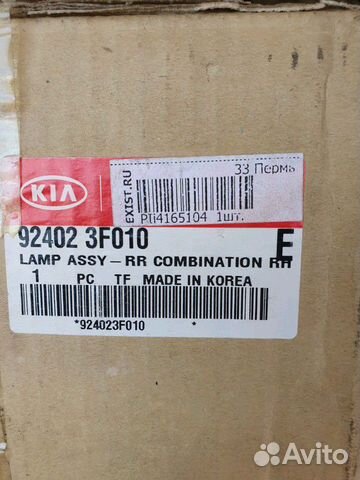 33 Пермь
EXIST.RU
KIA
РШ4165104 1шт.
92402 3F010
E
LAMP ASSY-RR COMBINATION RH
1 PC TF MADE IN KOREA
*924023F010 *
Avito